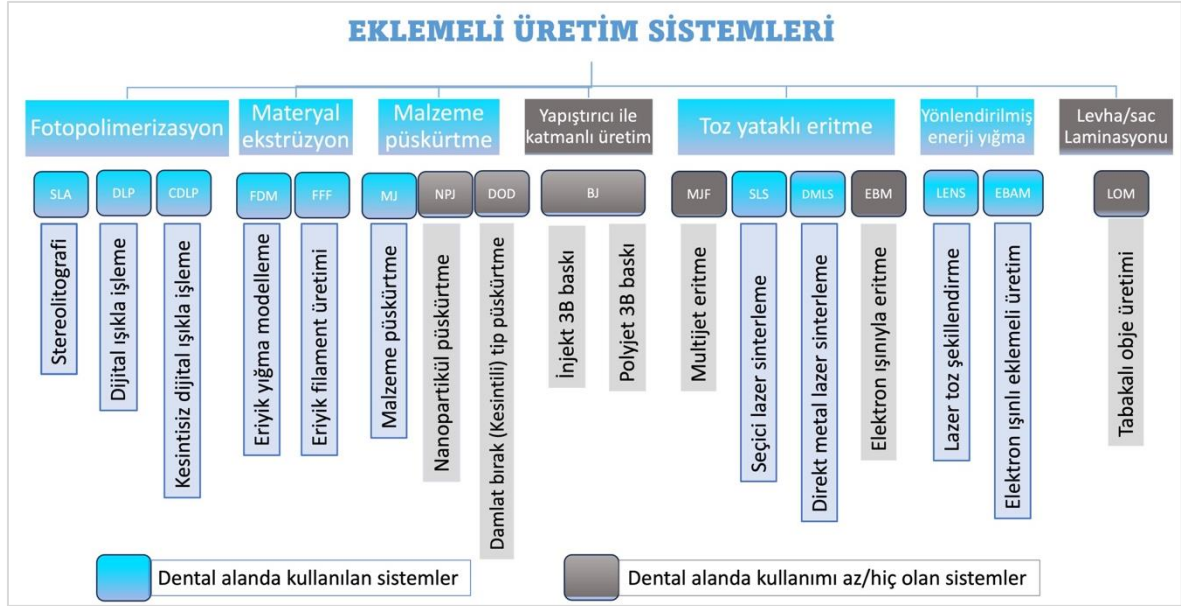 EKLEMELİ ÜRETİM SİSTEMLERİ
Fotopolimerizasyon
Materyal
ekstrüzyon
Malzeme
püskürtme
Yapıştırıcı ile
katmanlı üretim
Toz yataklı eritme
Yönlendirilmiş
enerji yığma
Levha/sac
Laminasyonu
SLA
DLP
CDLP
FDM
FFF
MJ
NPJ
DOD
BJ
MJF
SLS
DMLS
EBM
LENS
EBAM
LOM
Stereolitografi
Dijital ışıkla işleme
Kesintisiz dijital ışıkla işleme
Eriyik yığma modelleme
Eriyik filament üretimi
Malzeme püskürtme
Nanopartikül püskürtme
Damlat bırak (Kesintili) tip püskürtme
İnjekt 3B baskı
Polyjet 3B baskı
Multijet eritme
Seçici lazer sinterleme
Direkt metal lazer sinterleme
Elektron ışınıyla eritme
Lazer toz şekillendirme
Elektron ışınlı eklemeli üretim
Tabakalı obje üretimi
Dental alanda kullanılan sistemler
Dental alanda kullanımı az/hiç olan sistemler